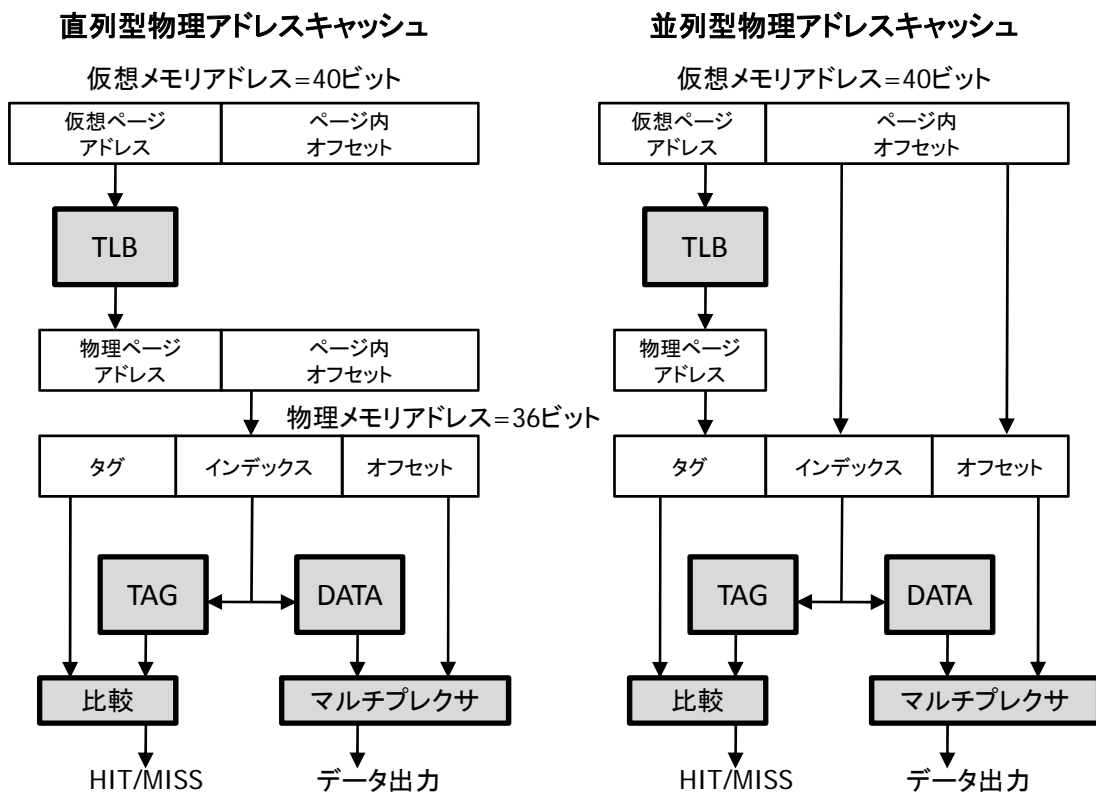 直列型物理アドレスキャッシュ
仮想メモリアドレス=40ビット
仮想ページ
アドレス
ページ内
オフセット
TLB
物理ページ
アドレス
ページ内
オフセット
物理メモリアドレス=36ビット
タグ
インデックス
オフセット
TAG
DATA
比較
マルチプレクサ
HIT/MISS
データ出力
並列型物理アドレスキャッシュ
仮想メモリアドレス=40ビット
仮想ページ
アドレス
ページ内
オフセット
TLB
物理ページ
アドレス
タグ
インデックス
オフセット
TAG
DATA
比較
マルチプレクサ
HIT/MISS
データ出力